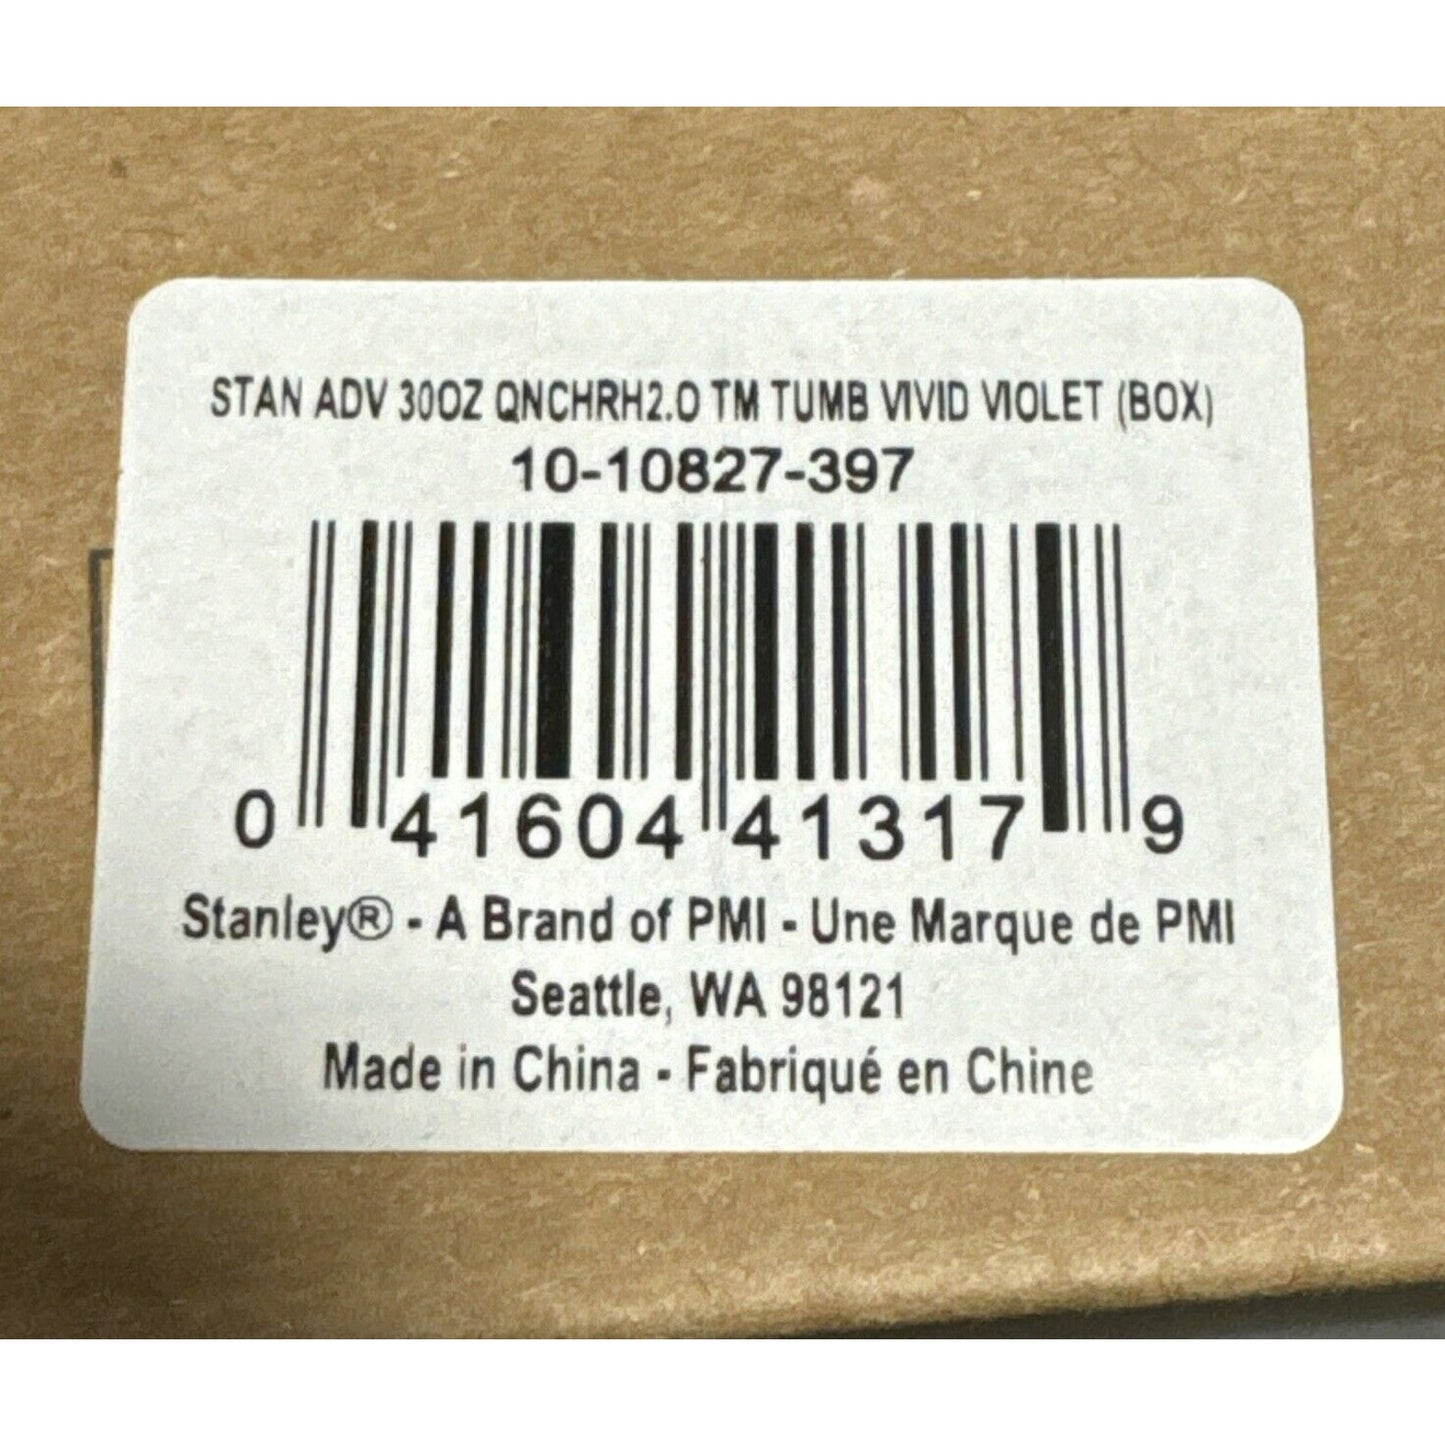 STAN ADV 30OZ QNCHRH2.O TM TUMB VIVID VIOLET (BOX)
10-10827-397
0 41604 41317 9
Stanley® - A Brand of PMI - Une Marque de PMI
Seattle, WA 98121
Made in China - Fabriqué en Chine